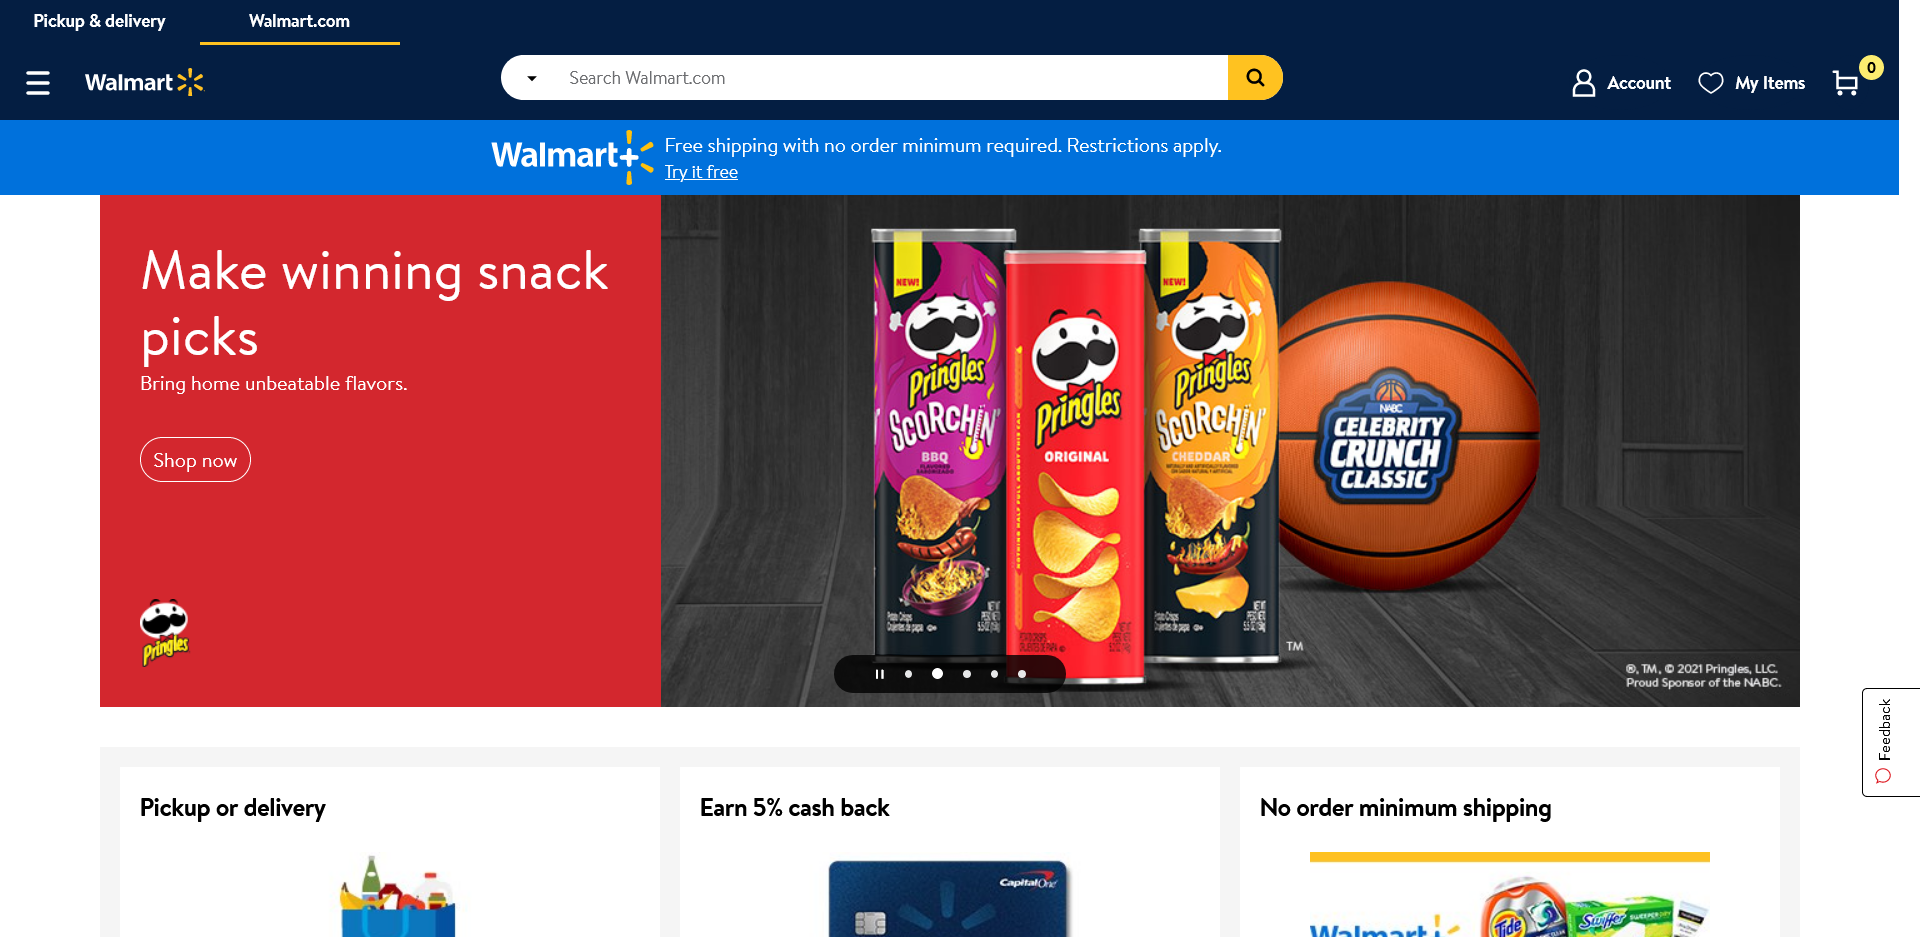 Pickup & delivery
Walmart.com
Walmart
Search Walmart.com
Account
My Items
0
Walmart+
Free shipping with no order minimum required. Restrictions apply.
Try it free
Make winning snack
picks
Bring home unbeatable flavors.
Shop now
Pringles
NEW!
Pringles
SCORCHIN'
BBQ
Pringles
ORIGINAL
NEW!
Pringles
SCORCHIN'
CHEDDAR
NABC
CELEBRITY
CRUNCH
CLASSIC
TM
®, TM, © 2021 Pringles, LLC.
Proud Sponsor of the NABC.
Feedback
Pickup or delivery
Earn 5% cash back
No order minimum shipping
Capital One
Walmart+
Tide
Swiffer
SWEEPER